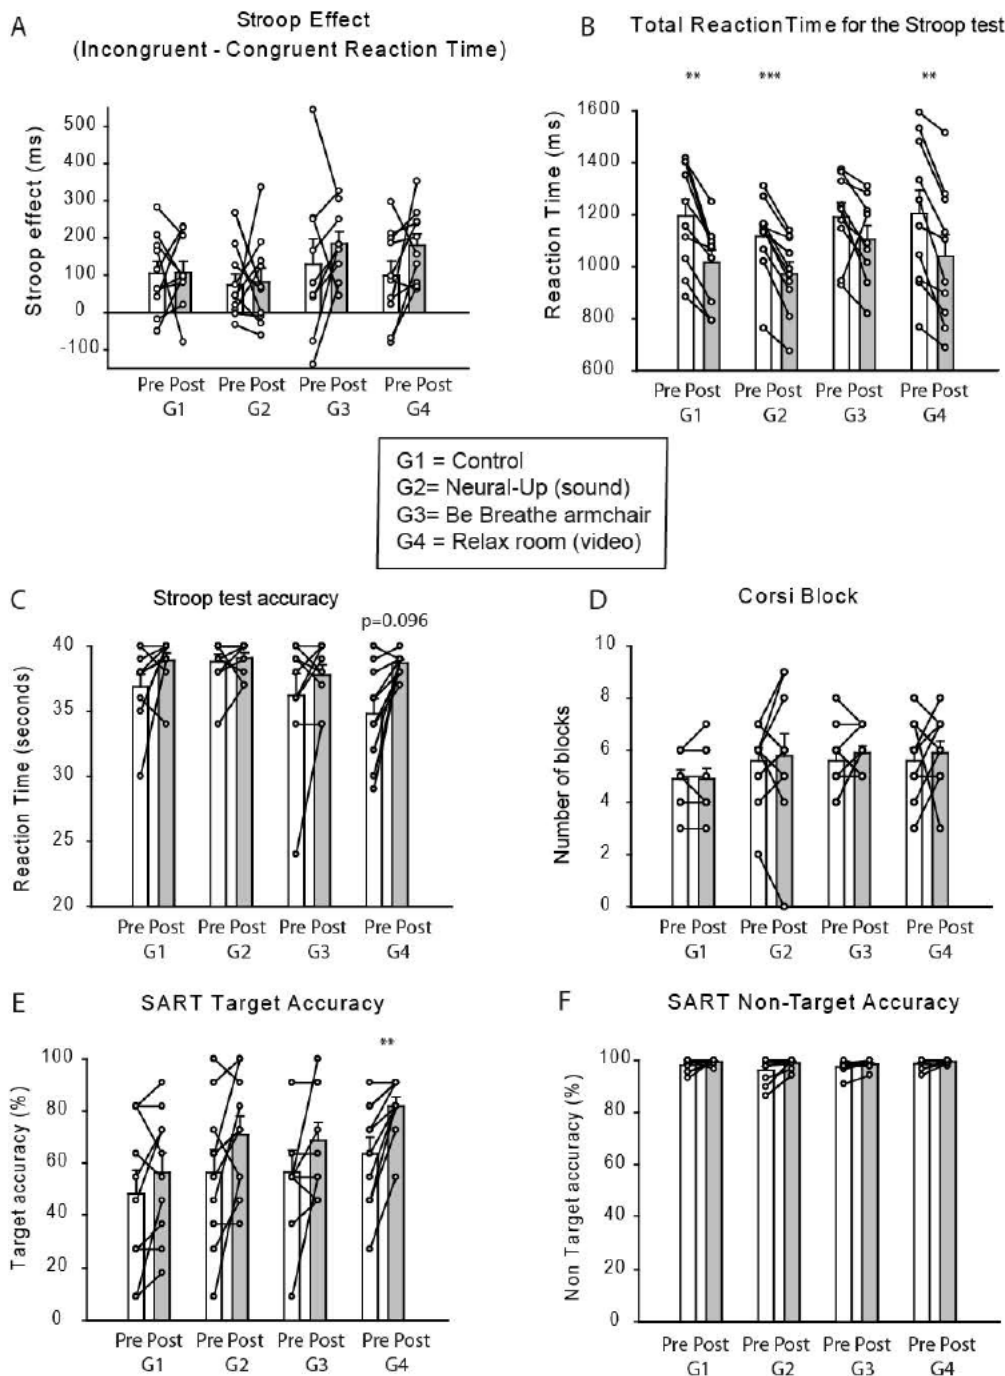 A
Stroop Effect
(Incongruent - Congruent Reaction Time)
Stroop effect (ms)
500
400
300
200
100
0
-100
Pre Post Pre Post Pre Post Pre Post
G1 G2 G3 G4
B
Total Reaction Time for the Stroop test
** *** **
Reaction Time (ms)
1600
1400
1200
1000
800
600
Pre Post Pre Post Pre Post Pre Post
G1 G2 G3 G4
G1 = Control
G2= Neural-Up (sound)
G3= Be Breathe armchair
G4 = Relax room (video)
C
Stroop test accuracy
p=0.096
Reaction Time (seconds)
40
35
30
25
20
Pre Post Pre Post Pre Post Pre Post
G1 G2 G3 G4
D
Corsi Block
Number of blocks
10
8
6
4
2
0
Pre Post Pre Post Pre Post Pre Post
G1 G2 G3 G4
E
SART Target Accuracy
**
Target accuracy (%)
100
80
60
40
20
0
Pre Post Pre Post Pre Post Pre Post
G1 G2 G3 G4
F
SART Non-Target Accuracy
Non Target accuracy (%)
100
80
60
40
20
0
Pre Post Pre Post Pre Post Pre Post
G1 G2 G3 G4